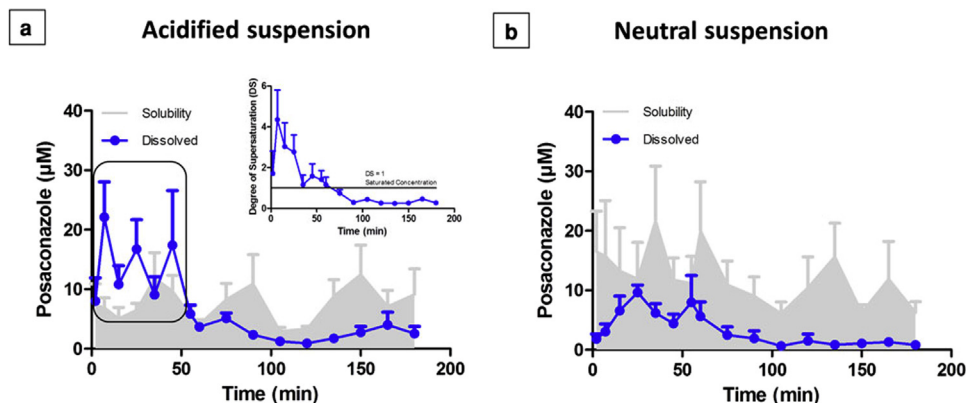 a
Acidified suspension
Posaconazole (µM)
40
30
20
10
0
Solubility
Dissolved
Degree of Supersaturation (DS)
6
4
2
0
DS = 1
Saturated Concentration
0 50 100 150 200
Time (min)
0 50 100 150 200
Time (min)
b
Neutral suspension
Posaconazole (µM)
40
30
20
10
0
Solubility
Dissolved
0 50 100 150 200
Time (min)